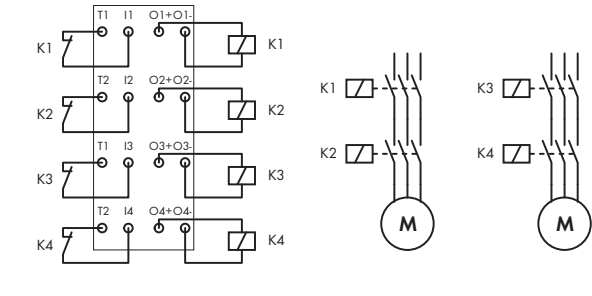 T1 I1 O1+O1-
K1 K1
T2 I2 O2+O2-
K2 K2
T1 I3 O3+O3-
K3 K3
T2 I4 O4+O4-
K4 K4
K1
K2
M
K3
K4
M